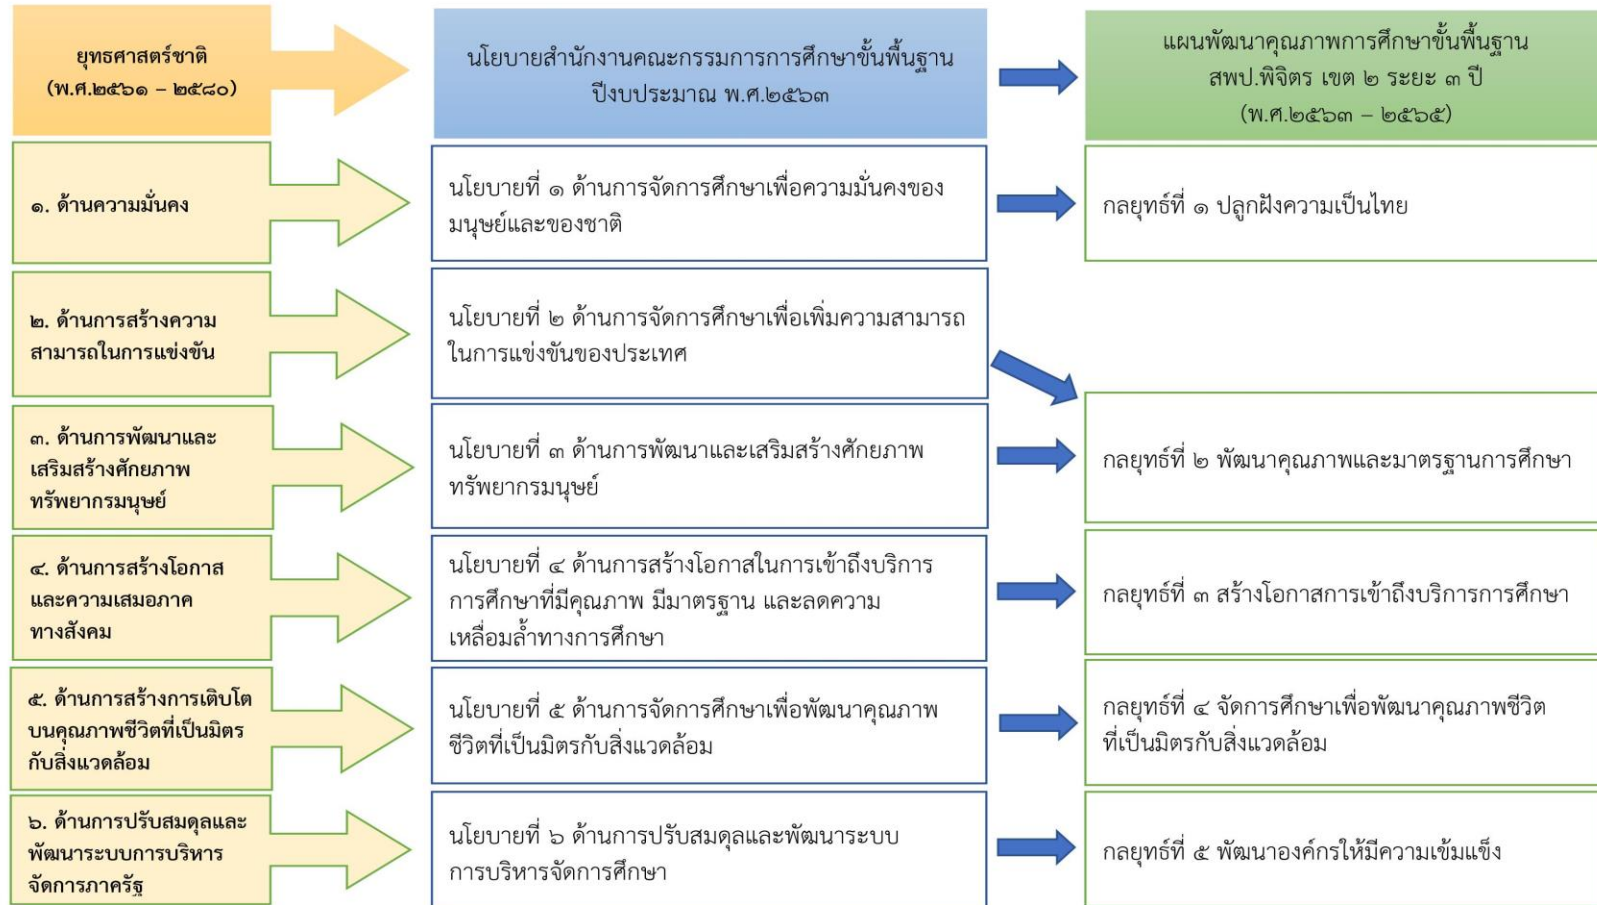 ยุทธศาสตร์ชาติ
(พ.ศ.๒๕๖๑ – ๒๕๘๐)
นโยบายสำนักงานคณะกรรมการการศึกษาขั้นพื้นฐาน
ปีงบประมาณ พ.ศ.๒๕๖๓
แผนพัฒนาคุณภาพการศึกษาขั้นพื้นฐาน
สพป.พิจิตร เขต ๒ ระยะ ๓ ปี
(พ.ศ.๒๕๖๓ – ๒๕๖๕)
๑. ด้านความมั่นคง
นโยบายที่ ๑ ด้านการจัดการศึกษาเพื่อความมั่นคงของ
มนุษย์และของชาติ
กลยุทธ์ที่ ๑ ปลูกฝังความเป็นไทย
๒. ด้านการสร้างความ
สามารถในการแข่งขัน
นโยบายที่ ๒ ด้านการจัดการศึกษาเพื่อเพิ่มความสามารถ
ในการแข่งขันของประเทศ
๓. ด้านการพัฒนาและ
เสริมสร้างศักยภาพ
ทรัพยากรมนุษย์
นโยบายที่ ๓ ด้านการพัฒนาและเสริมสร้างศักยภาพ
ทรัพยากรมนุษย์
กลยุทธ์ที่ ๒ พัฒนาคุณภาพและมาตรฐานการศึกษา
๔. ด้านการสร้างโอกาส
และความเสมอภาค
ทางสังคม
นโยบายที่ ๔ ด้านการสร้างโอกาสในการเข้าถึงบริการ
การศึกษาที่มีคุณภาพ มีมาตรฐาน และลดความ
เหลื่อมล้ำทางการศึกษา
กลยุทธ์ที่ ๓ สร้างโอกาสการเข้าถึงบริการการศึกษา
๕. ด้านการสร้างการเติบโต
บนคุณภาพชีวิตที่เป็นมิตร
กับสิ่งแวดล้อม
นโยบายที่ ๕ ด้านการจัดการศึกษาเพื่อพัฒนาคุณภาพ
ชีวิตที่เป็นมิตรกับสิ่งแวดล้อม
กลยุทธ์ที่ ๔ จัดการศึกษาเพื่อพัฒนาคุณภาพชีวิต
ที่เป็นมิตรกับสิ่งแวดล้อม
๖. ด้านการปรับสมดุลและ
พัฒนาระบบการบริหาร
จัดการภาครัฐ
นโยบายที่ ๖ ด้านการปรับสมดุลและพัฒนาระบบ
การบริหารจัดการศึกษา
กลยุทธ์ที่ ๕ พัฒนาองค์กรให้มีความเข้มแข็ง